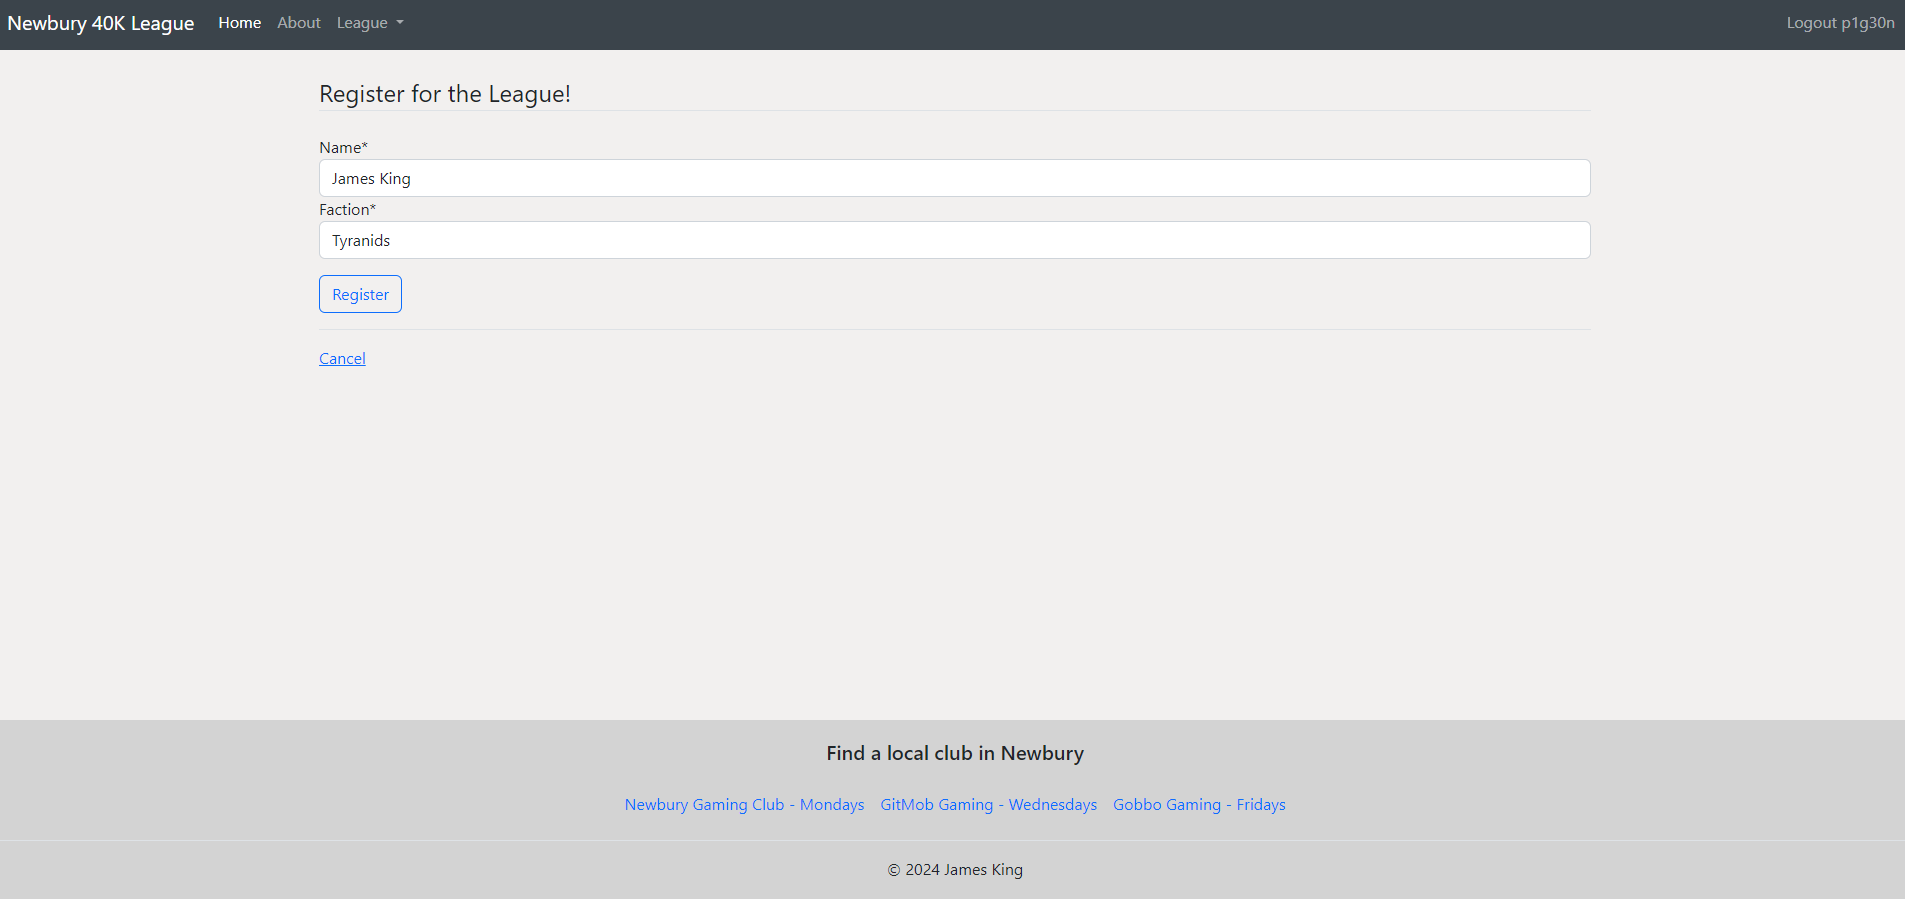 Newbury 40K League Home About League Logout p1g30n
Register for the League!
Name*
James King
Faction*
Tyranids
Register
Cancel
Find a local club in Newbury
Newbury Gaming Club - Mondays GitMob Gaming - Wednesdays Gobbo Gaming - Fridays
© 2024 James King